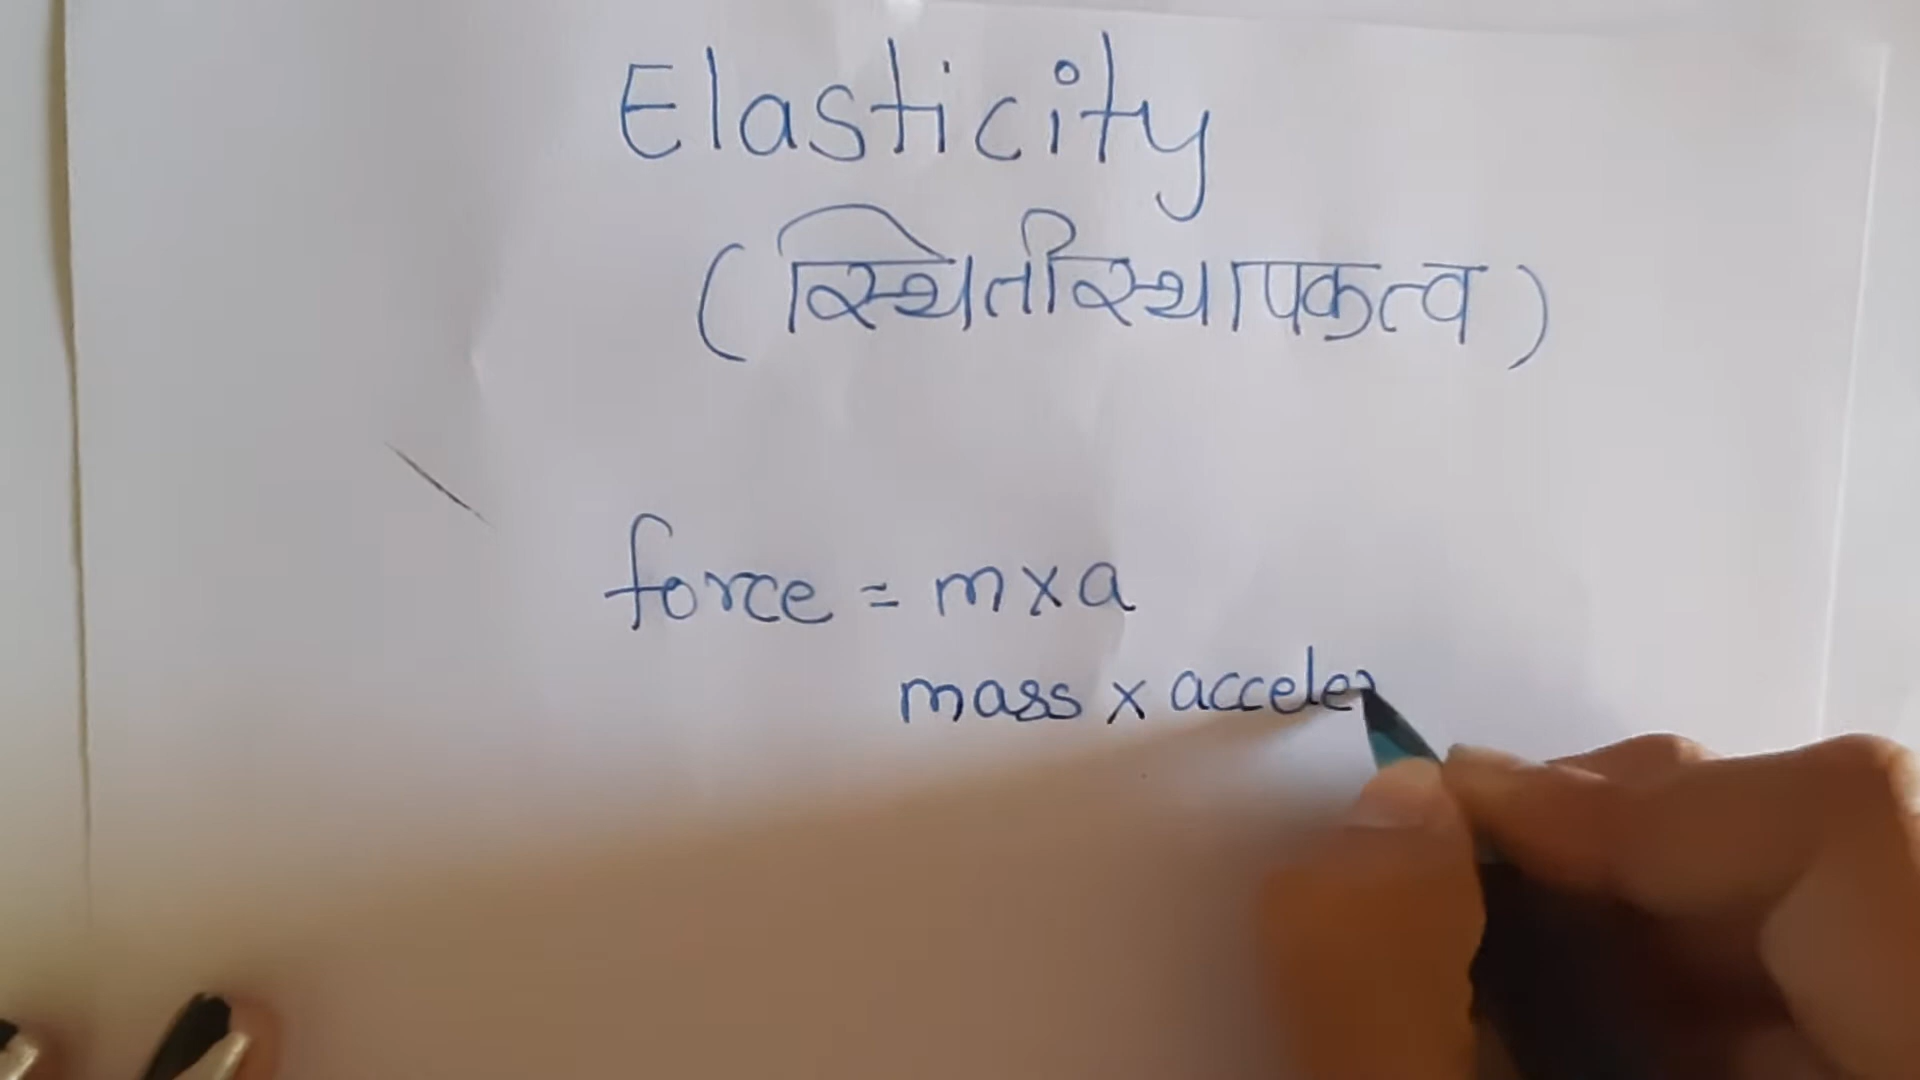 Elasticity
(स्थितीस्थापकत्व)
force = m x a
mass x acceler